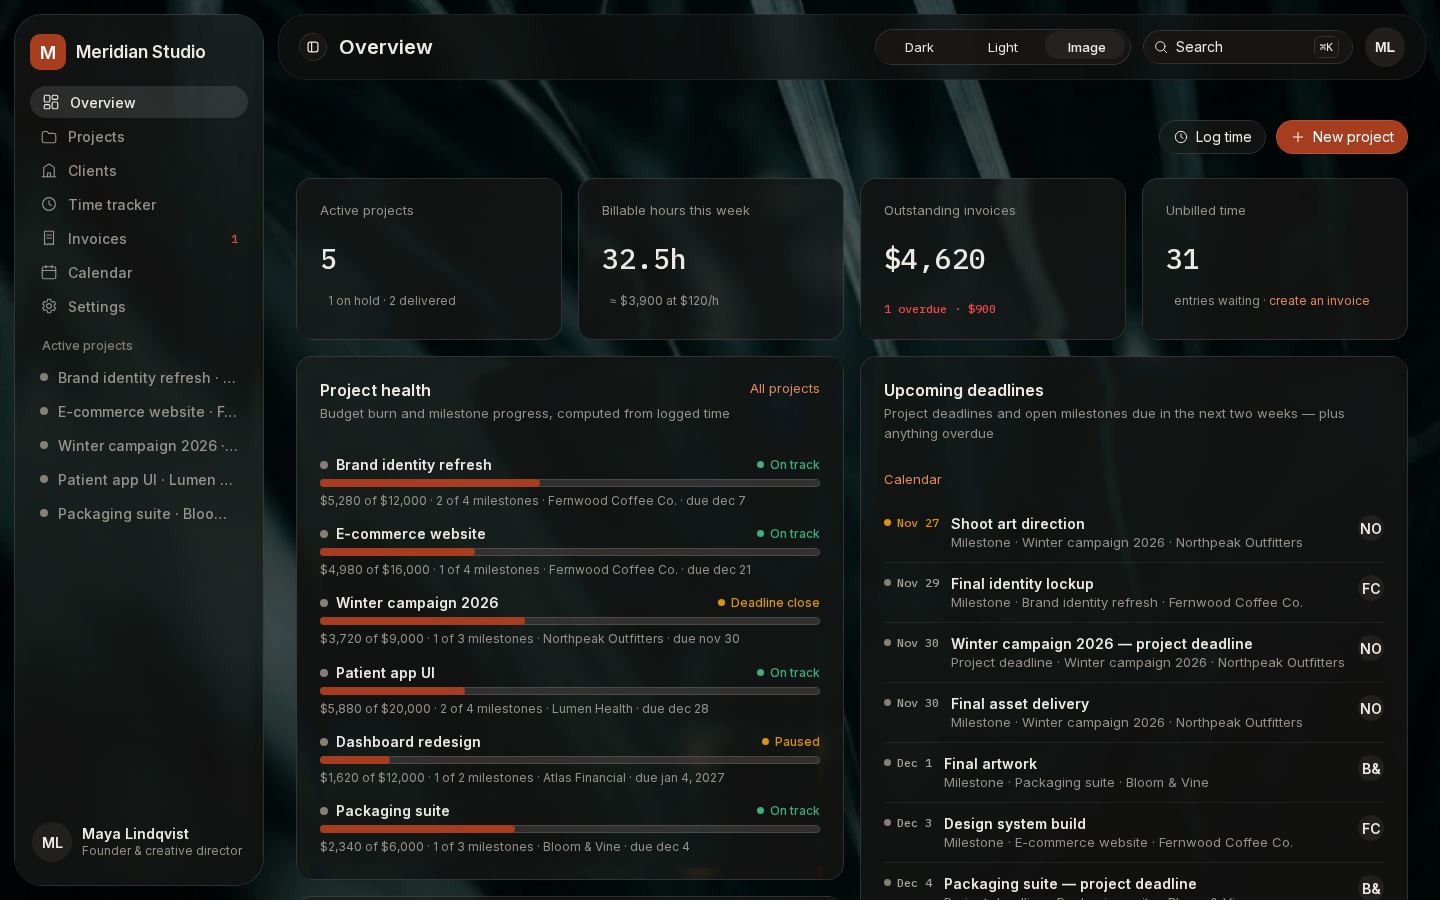 M Meridian Studio
Overview
Projects
Clients
Time tracker
Invoices 1
Calendar
Settings
Active projects
Brand identity refresh · ...
E-commerce website · F...
Winter campaign 2026 ·...
Patient app UI · Lumen ...
Packaging suite · Bloo...
ML Maya Lindqvist
Founder & creative director
Overview
Dark Light Image
Search ⌘K
ML
Log time
New project
Active projects
5
1 on hold · 2 delivered
Billable hours this week
32.5h
≈ $3,900 at $120/h
Outstanding invoices
$4,620
1 overdue · $900
Unbilled time
31
entries waiting · create an invoice
Project health
All projects
Budget burn and milestone progress, computed from logged time
Brand identity refresh On track
$5,280 of $12,000 · 2 of 4 milestones · Fernwood Coffee Co. · due dec 7
E-commerce website On track
$4,980 of $16,000 · 1 of 4 milestones · Fernwood Coffee Co. · due dec 21
Winter campaign 2026 Deadline close
$3,720 of $9,000 · 1 of 3 milestones · Northpeak Outfitters · due nov 30
Patient app UI On track
$5,880 of $20,000 · 2 of 4 milestones · Lumen Health · due dec 28
Dashboard redesign Paused
$1,620 of $12,000 · 1 of 2 milestones · Atlas Financial · due jan 4, 2027
Packaging suite On track
$2,340 of $6,000 · 1 of 3 milestones · Bloom & Vine · due dec 4
Upcoming deadlines
Project deadlines and open milestones due in the next two weeks — plus
anything overdue
Calendar
Nov 27 Shoot art direction NO
Milestone · Winter campaign 2026 · Northpeak Outfitters
Nov 29 Final identity lockup FC
Milestone · Brand identity refresh · Fernwood Coffee Co.
Nov 30 Winter campaign 2026 — project deadline NO
Project deadline · Winter campaign 2026 · Northpeak Outfitters
Nov 30 Final asset delivery NO
Milestone · Winter campaign 2026 · Northpeak Outfitters
Dec 1 Final artwork B&
Milestone · Packaging suite · Bloom & Vine
Dec 3 Design system build FC
Milestone · E-commerce website · Fernwood Coffee Co.
Dec 4 Packaging suite — project deadline B&